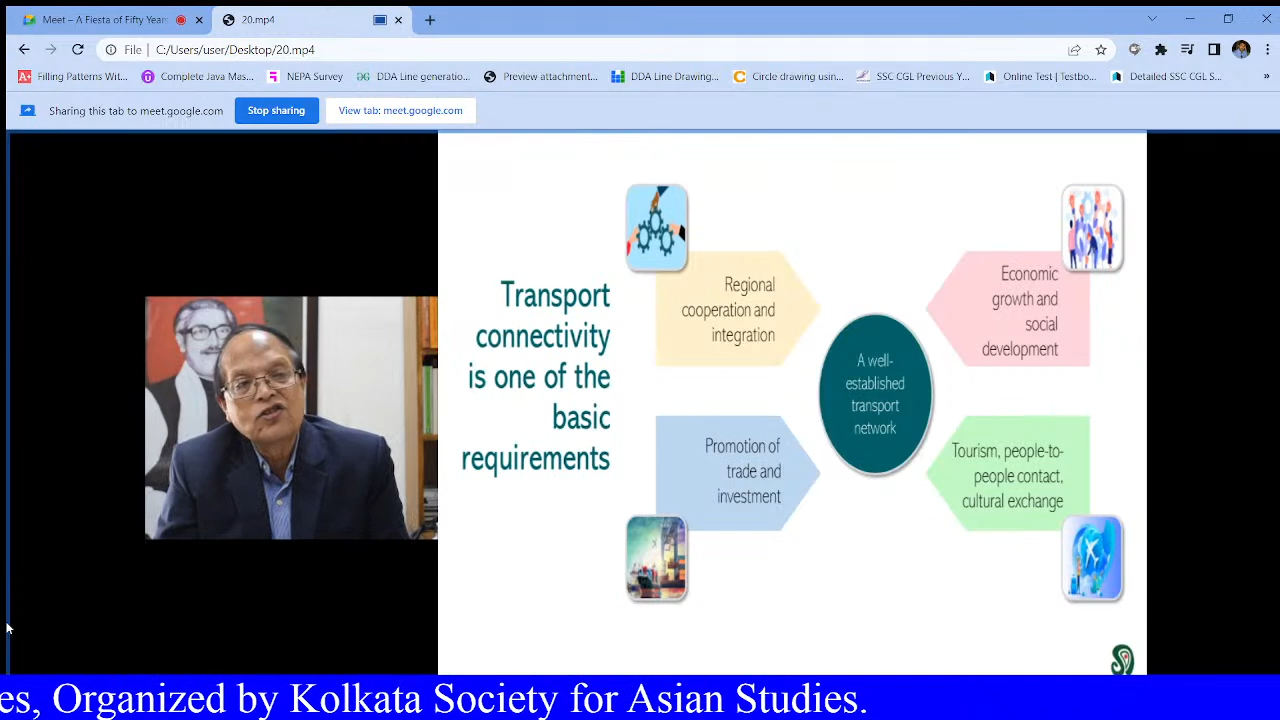 Meet – A Fiesta of Fifty Years
20.mp4
File
C:/Users/user/Desktop/20.mp4
Filling Patterns Wit...
Complete Java Mas...
NEPA Survey
DDA Line generatio...
Preview attachment...
DDA Line Drawing...
Circle drawing usin...
SSC CGL Previous Y...
Online Test | Testbo...
Detailed SSC CGL S...
»
Sharing this tab to meet.google.com
Stop sharing
View tab: meet.google.com
Transport
connectivity
is one of the
basic
requirements
Regional
cooperation and
integration
Economic
growth and
social
development
A well-
established
transport
network
Promotion of
trade and
investment
Tourism, people-to-
people contact,
cultural exchange
es, Organized by Kolkata Society for Asian Studies.